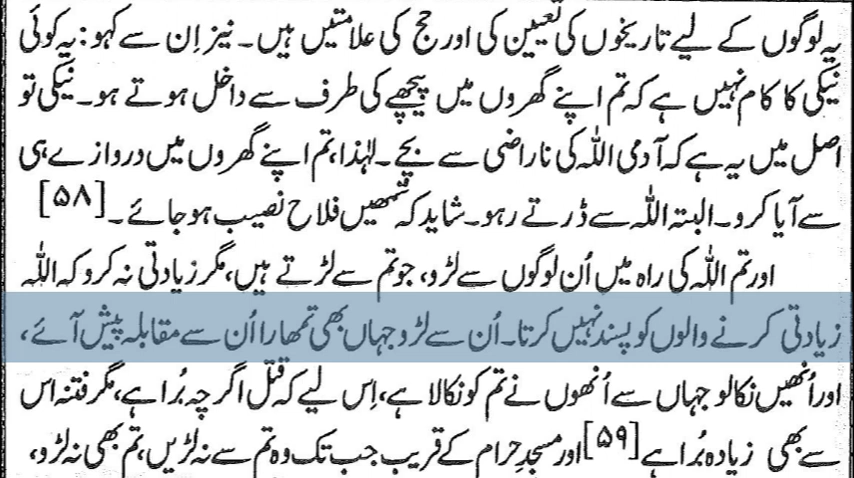 یہ لوگوں کے لیے تاریخوں کی تعیین کی اور حج کی علامتیں ہیں۔ نیز اِن سے کہو: یہ کوئی
نیکی کا کام نہیں ہے کہ تم اپنے گھروں میں پیچھے کی طرف سے داخل ہوتے ہو۔ نیکی تو
اصل میں یہ ہے کہ آدمی اللہ کی ناراضی سے بچے۔ لہٰذا، تم اپنے گھروں میں دروازے ہی
سے آیا کرو۔ البتہ اللہ سے ڈرتے رہو۔ شاید کہ تمھیں فلاح نصیب ہو جائے۔[۵۸]
اور تم اللہ کی راہ میں اُن لوگوں سے لڑو، جو تم سے لڑتے ہیں، مگر زیادتی نہ کرو کہ اللہ
زیادتی کرنے والوں کو پسند نہیں کرتا۔ اُن سے لڑو جہاں بھی تمھارا اُن سے مقابلہ پیش آئے،
اور اُنھیں نکالو جہاں سے اُنھوں نے تم کو نکالا ہے، اِس لیے کہ قتل اگرچہ بُرا ہے، مگر فتنہ اس
سے بھی زیادہ بُرا ہے[۵۹] اور مسجدِ حرام کے قریب جب تک وہ تم سے نہ لڑیں، تم بھی نہ لڑو،